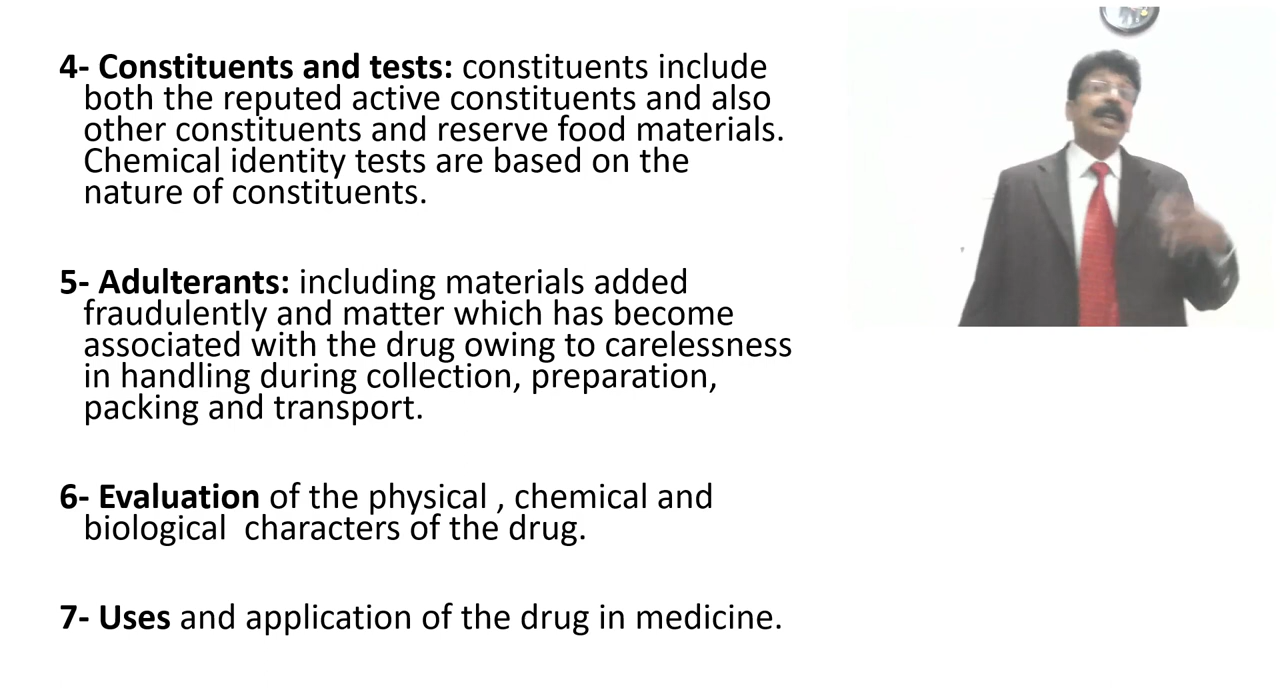 4- Constituents and tests: constituents include
both the reputed active constituents and also
other constituents and reserve food materials.
Chemical identity tests are based on the
nature of constituents.
5- Adulterants: including materials added
fraudulently and matter which has become
associated with the drug owing to carelessness
in handling during collection, preparation,
packing and transport.
6- Evaluation of the physical , chemical and
biological  characters of the drug.
7- Uses and application of the drug in medicine.